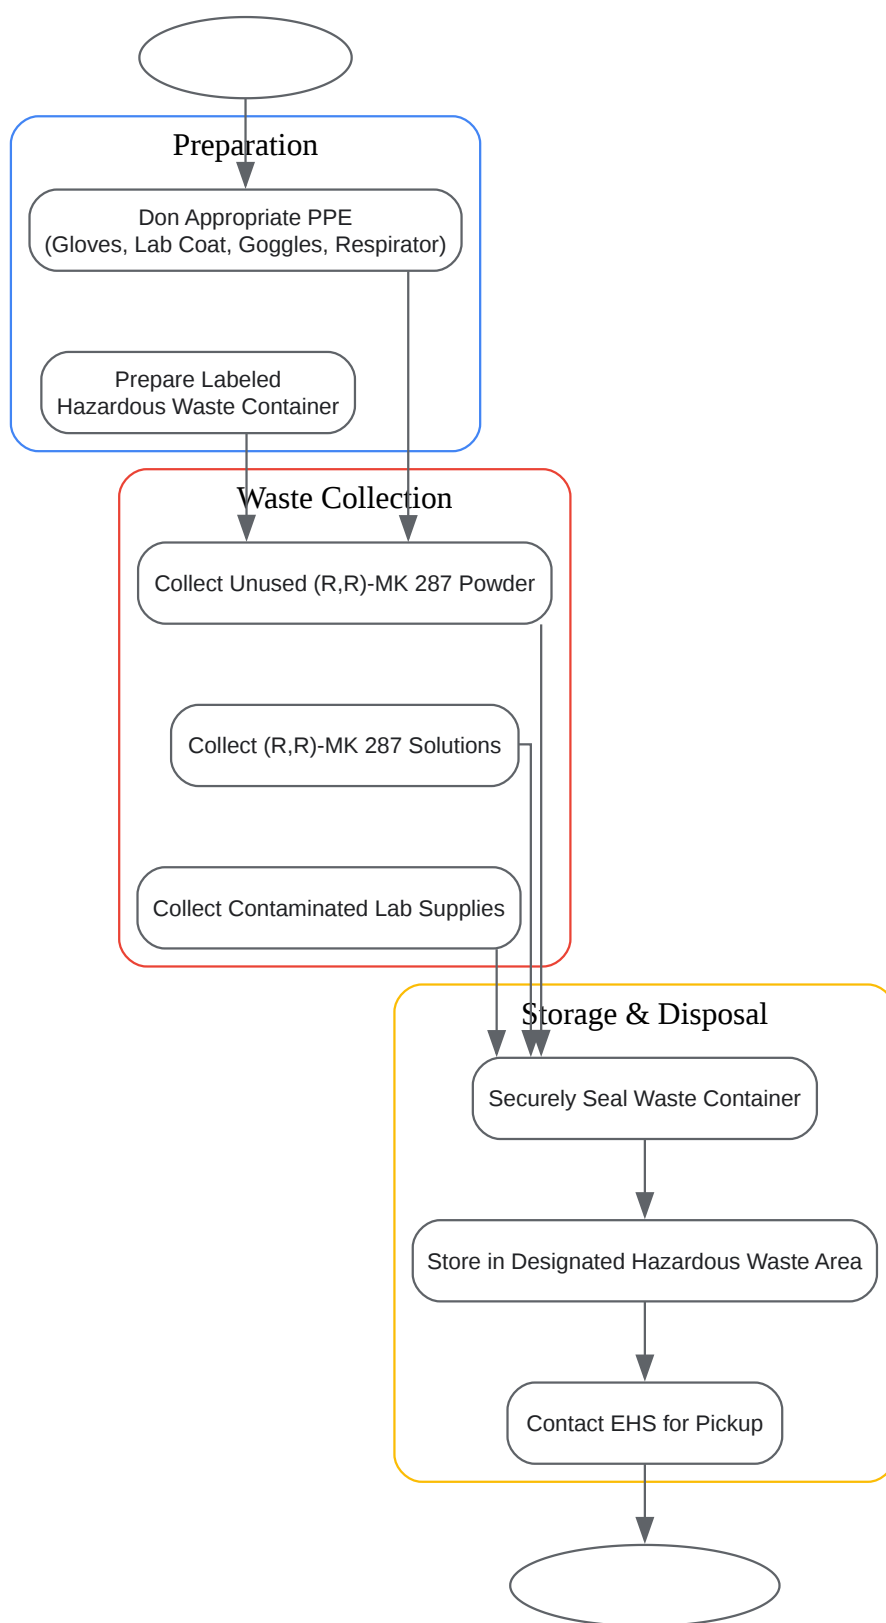 Preparation
Don Appropriate PPE
(Gloves, Lab Coat, Goggles, Respirator)
Prepare Labeled
Hazardous Waste Container
Waste Collection
Collect Unused (R,R)-MK 287 Powder
Collect (R,R)-MK 287 Solutions
Collect Contaminated Lab Supplies
Storage & Disposal
Securely Seal Waste Container
Store in Designated Hazardous Waste Area
Contact EHS for Pickup